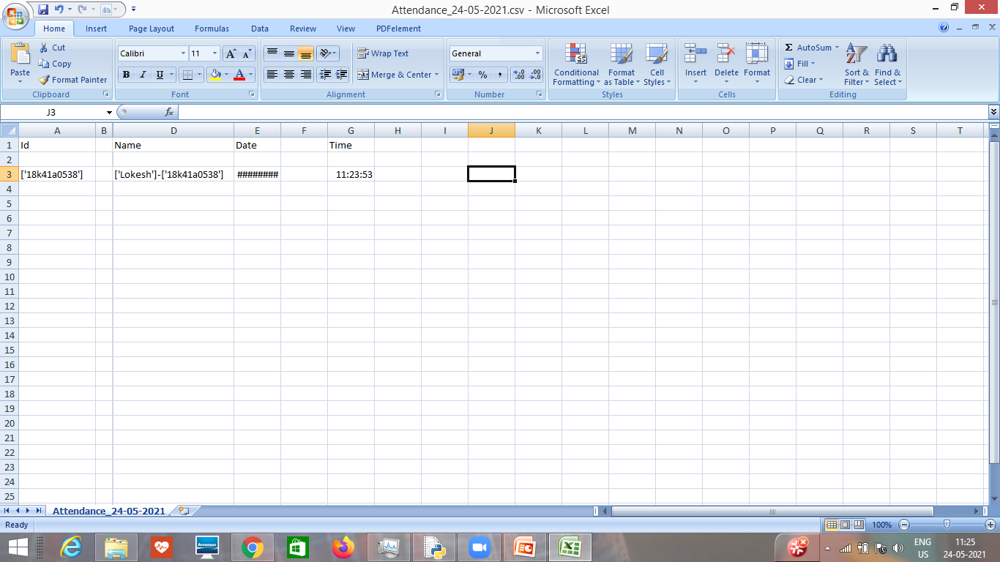 Attendance_24-05-2021.csv - Microsoft Excel
Home Insert Page Layout Formulas Data Review View PDFelement
Paste Cut Copy Format Painter
Calibri 11
B I U A A A
Wrap Text
Merge & Center
General
% ,
Conditional Formatting Format as Table Cell Styles
Insert Delete Format
Σ AutoSum
Fill
Clear
Sort & Filter Find & Select
Clipboard Font Alignment Number Styles Cells Editing
J3 fx
A B D E F G H I J K L M N O P Q R S T
1 Id Name Date Time
2
3 ['18k41a0538'] ['Lokesh']-['18k41a0538'] ######## 11:23:53
4
5
6
7
8
9
10
11
12
13
14
15
16
17
18
19
20
21
22
23
24
25
Attendance_24-05-2021
Ready 100%
lenovo
ENG 11:25
US 24-05-2021